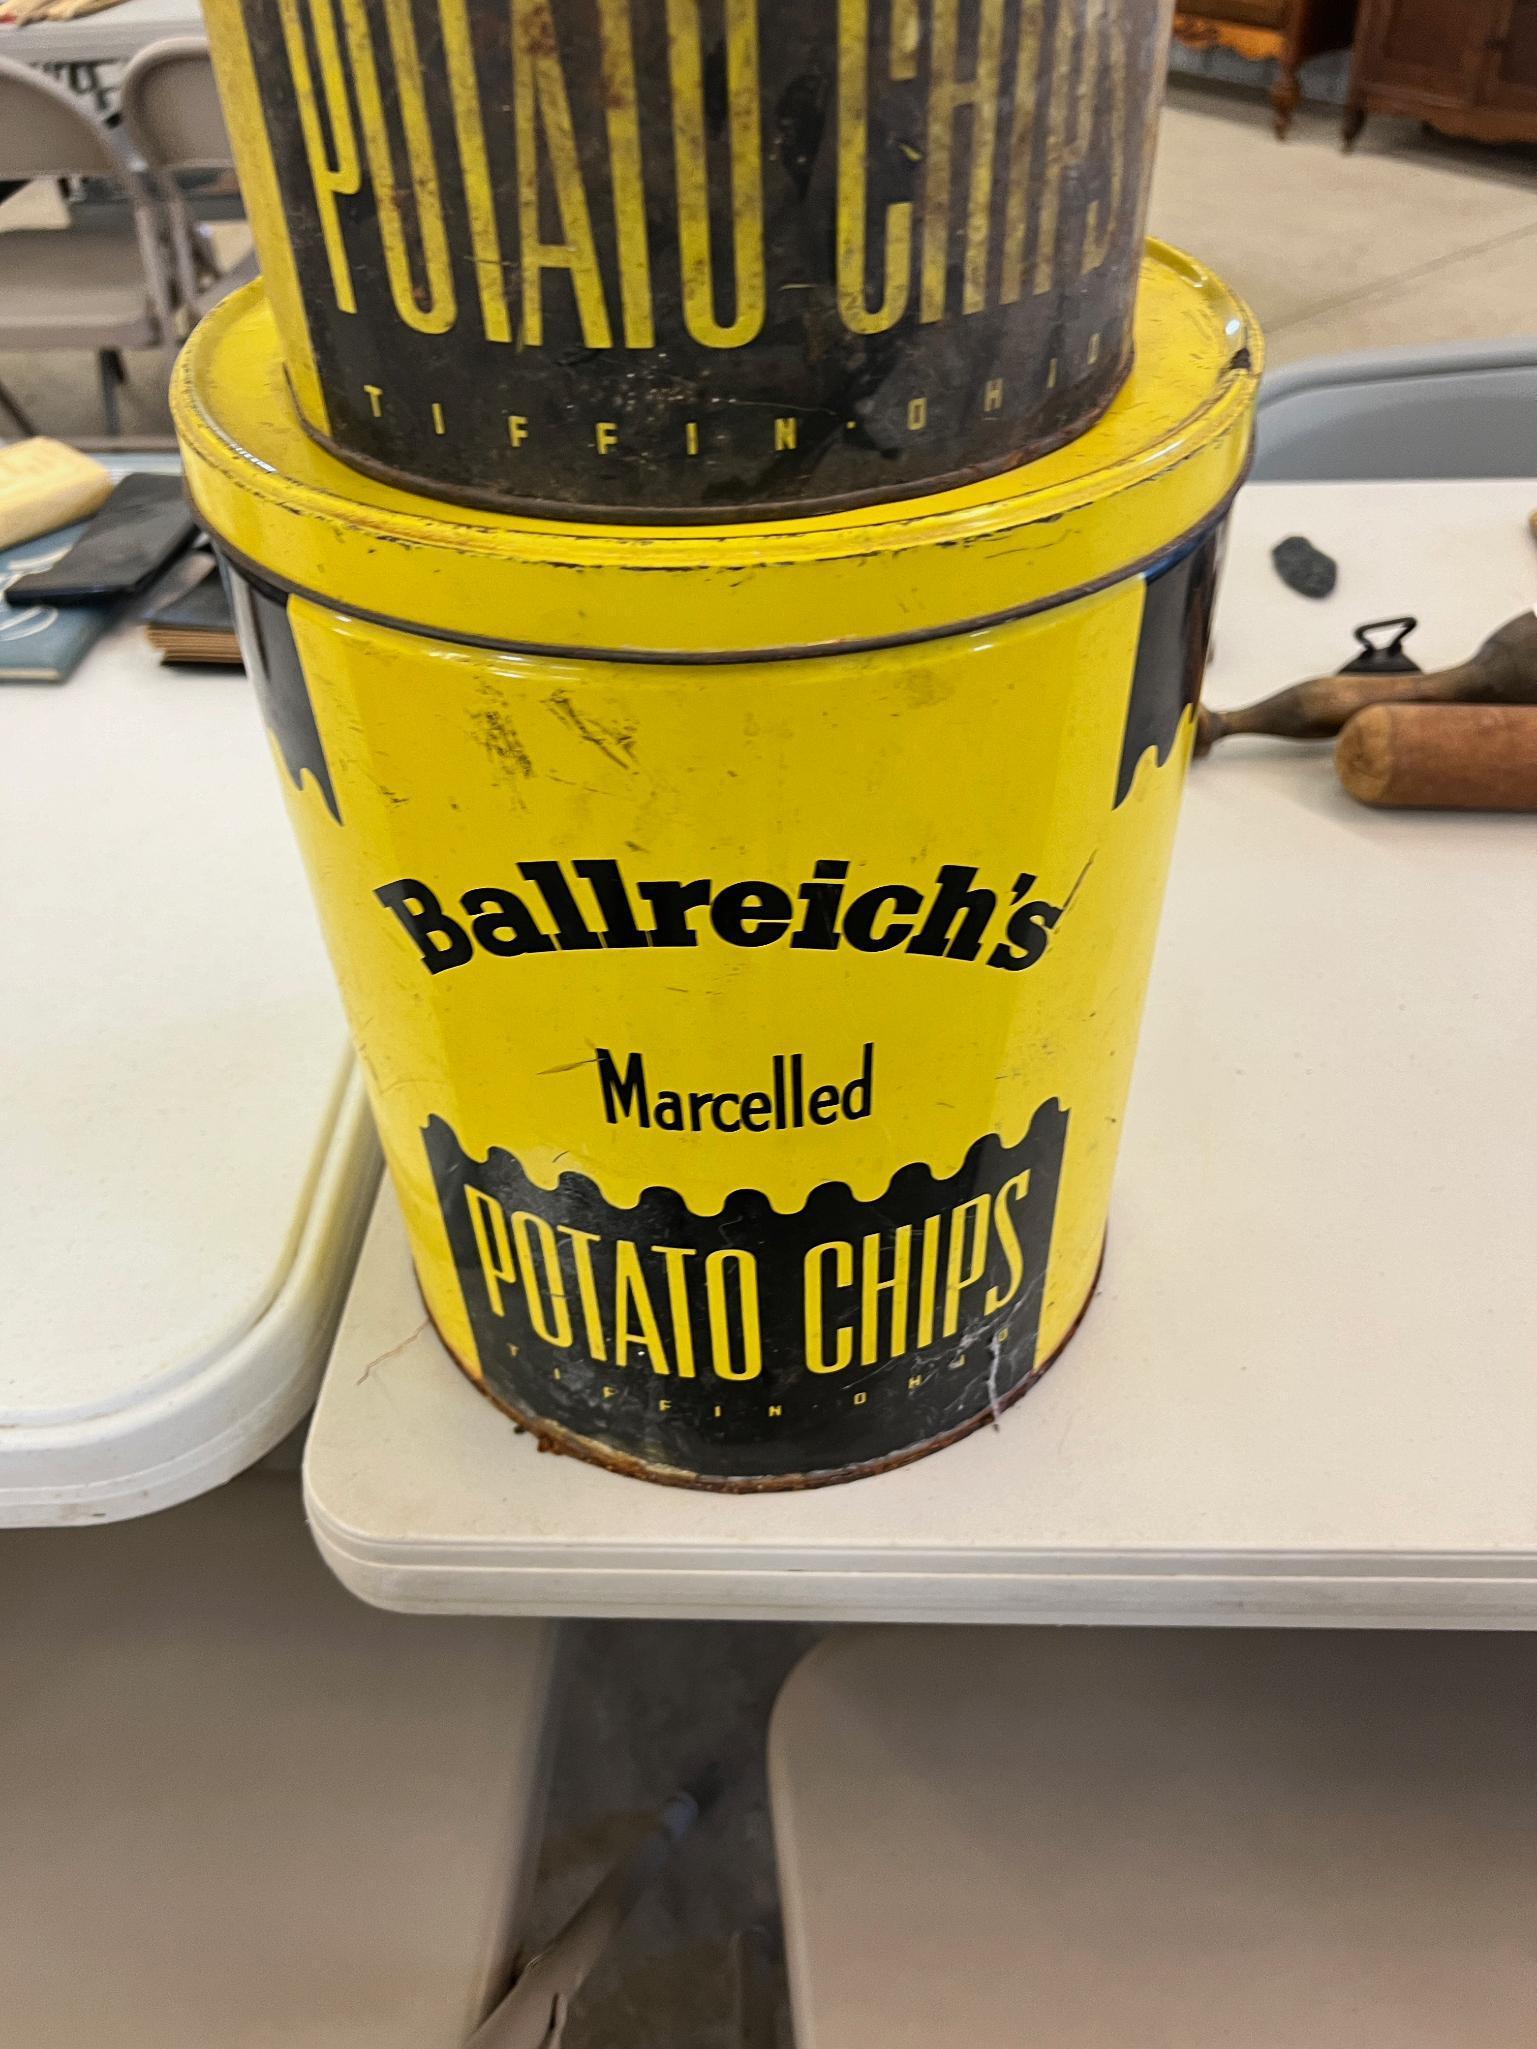 POTATO CHIPS
TIFFIN·OHIO
Ballreich's
Marcelled
POTATO CHIPS
TIFFIN·OHIO